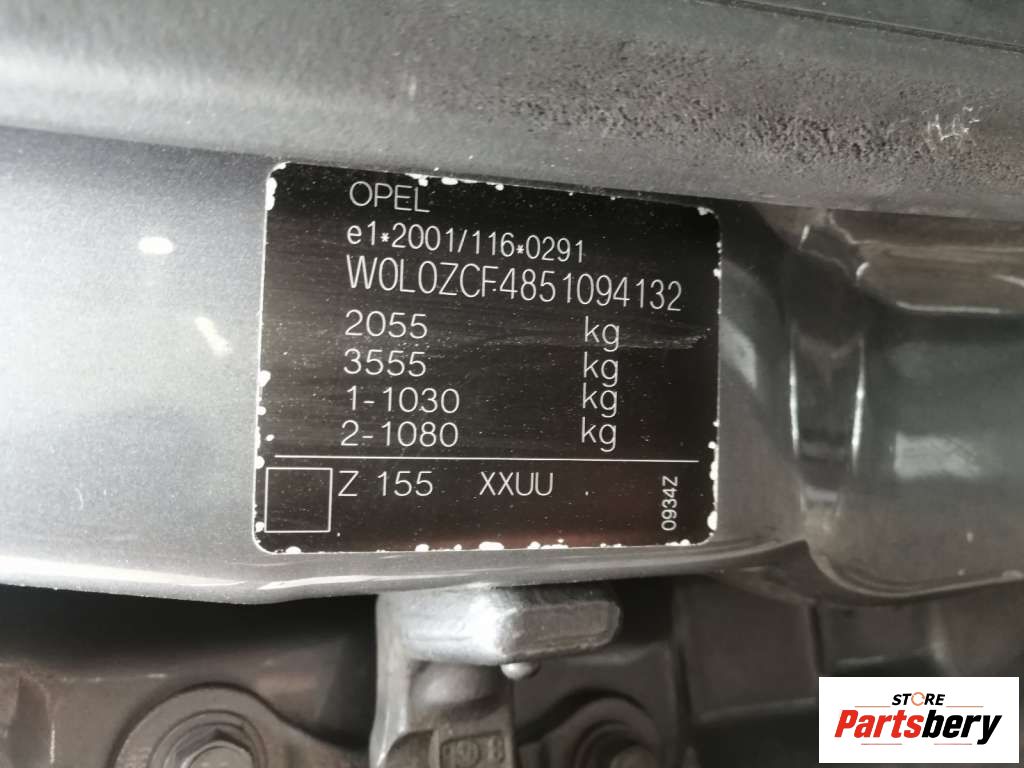 OPEL
e1*2001/116*0291
W0L0ZCF4851094132
2055 kg
3555 kg
1-1030 kg
2-1080 kg
Z 155 XXUU
0934Z
STORE
Partsbery